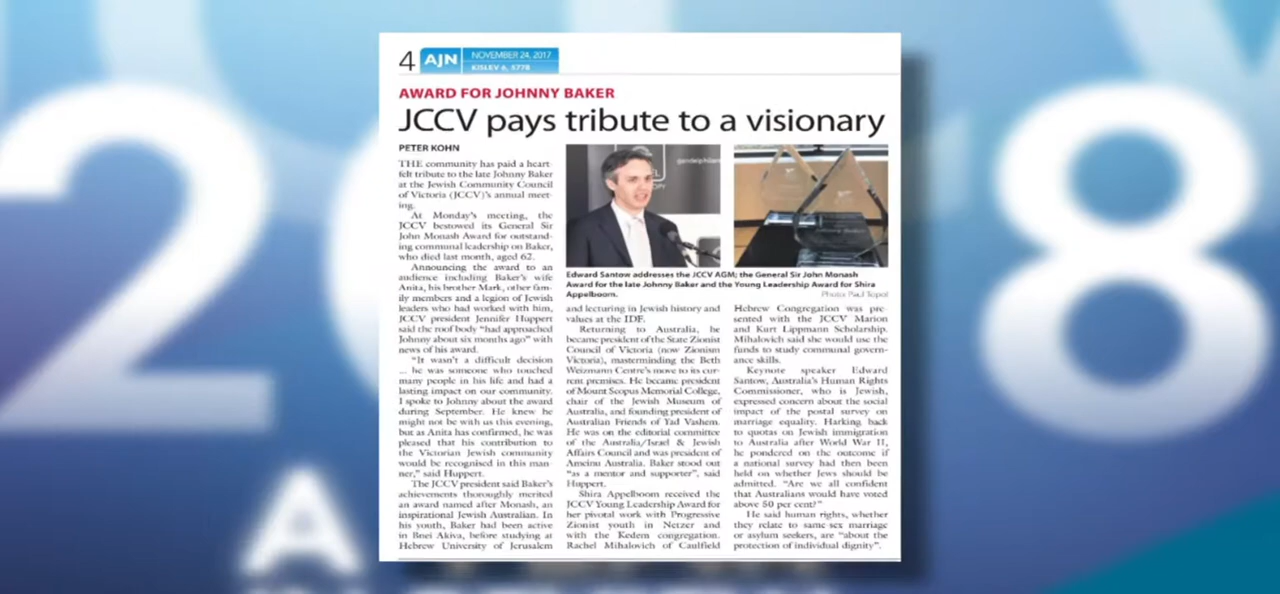 2 8
4 AJN NOVEMBER 24, 2017
KISLEV 6, 5778
AWARD FOR JOHNNY BAKER
JCCV pays tribute to a visionary
PETER KOHN
THE community has paid a heart-
felt tribute to the late Johnny Baker
at the Jewish Community Council
of Victoria (JCCV)'s annual meet-
ing.
At Monday's meeting, the
JCCV bestowed its General Sir
John Monash Award for outstand-
ing communal leadership on Baker,
who died last month, aged 62.
Announcing the award to an
audience including Baker's wife
Anita, his brother Mark, other fam-
ily members and a legion of Jewish
leaders who had worked with him,
JCCV president Jennifer Huppert
said the roof body "had approached
Johnny about six months ago" with
news of his award.
"It wasn't a difficult decision
... he was someone who touched
many people in his life and had a
lasting impact on our community.
I spoke to Johnny about the award
during September. He knew he
might not be with us this evening,
but as Anita has confirmed, he was
pleased that his contribution to
the Victorian Jewish community
would be recognised in this man-
ner," said Huppert.
The JCCV president said Baker's
achievements thoroughly merited
an award named after Monash, an
inspirational Jewish Australian. In
his youth, Baker had been active
in Bnei Akiva, before studying at
Hebrew University of Jerusalem
Edward Santow addresses the JCCV AGM; the General Sir John Monash
Award for the late Johnny Baker and the Young Leadership Award for Shira
Appelboom.
Photo: Paul Topol
and lecturing in Jewish history and
values at the IDF.
Returning to Australia, he
became president of the State Zionist
Council of Victoria (now Zionism
Victoria), masterminding the Beth
Weizmann Centre's move to its cur-
rent premises. He became president
of Mount Scopus Memorial College,
chair of the Jewish Museum of
Australia, and founding president of
Australian Friends of Yad Vashem.
He was on the editorial committee
of the Australia/Israel & Jewish
Affairs Council and was president of
Ameinu Australia. Baker stood out
"as a mentor and supporter", said
Huppert.
Shira Appelboom received the
JCCV Young Leadership Award for
her pivotal work with Progressive
Zionist youth in Netzer and
with the Kedem congregation.
Rachel Mihalovich of Caulfield
Hebrew Congregation was pre-
sented with the JCCV Marion
and Kurt Lippmann Scholarship.
Mihalovich said she would use the
funds to study communal govern-
ance skills.
Keynote speaker Edward
Santow, Australia's Human Rights
Commissioner, who is Jewish,
expressed concern about the social
impact of the postal survey on
marriage equality. Harking back
to quotas on Jewish immigration
to Australia after World War II,
he pondered on the outcome if
a national survey had then been
held on whether Jews should be
admitted. "Are we all confident
that Australians would have voted
above 50 per cent?"
He said human rights, whether
they relate to same-sex marriage
or asylum seekers, are "about the
protection of individual dignity".